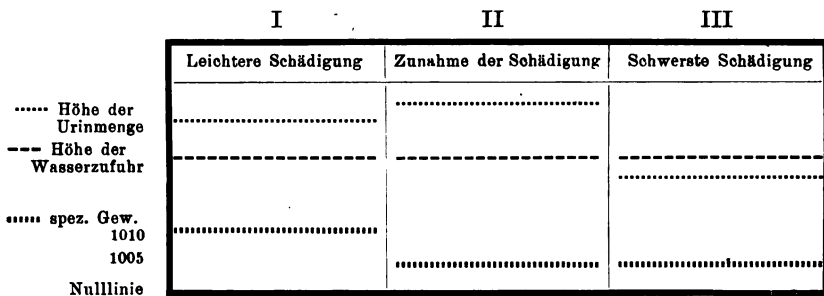 I II III
Leichtere Schädigung Zunahme der Schädigung Schwerste Schädigung
Höhe der
Urinmenge
Höhe der
Wasserzufuhr
spez. Gew.
1010
1005
Nulllinie